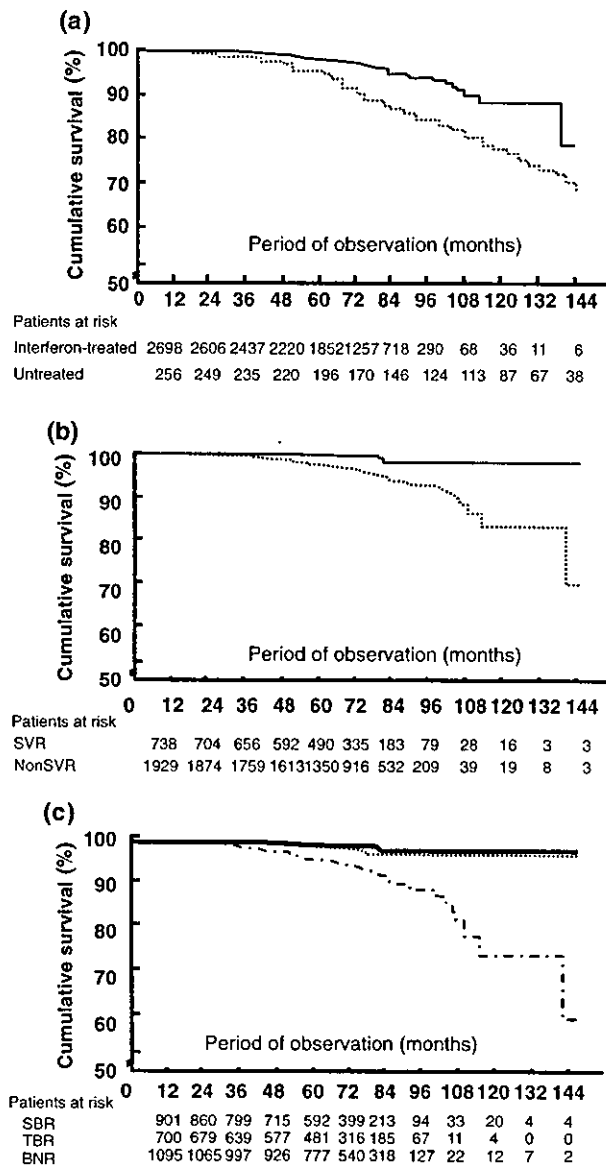 (a)
Cumulative survival (%)
100
90
80
70
60
50
Period of observation (months)
0 12 24 36 48 60 72 84 96 108 120 132 144
Patients at risk
Interferon-treated 2698 2606 2437 2220 1852 1257 718 290 68 36 11 6
Untreated 256 249 235 220 196 170 146 124 113 87 67 38
(b)
Cumulative survival (%)
100
90
80
70
60
50
Period of observation (months)
0 12 24 36 48 60 72 84 96 108 120 132 144
Patients at risk
SVR 738 704 656 592 490 335 183 79 28 16 3 3
NonSVR 1929 1874 1759 1613 1350 916 532 209 39 19 8 3
(c)
Cumulative survival (%)
100
90
80
70
60
50
Period of observation (months)
0 12 24 36 48 60 72 84 96 108 120 132 144
Patients at risk
SBR 901 860 799 715 592 399 213 94 33 20 4 4
TBR 700 679 639 577 481 316 185 67 11 4 0 0
BNR 1095 1065 997 926 777 540 318 127 22 12 7 2